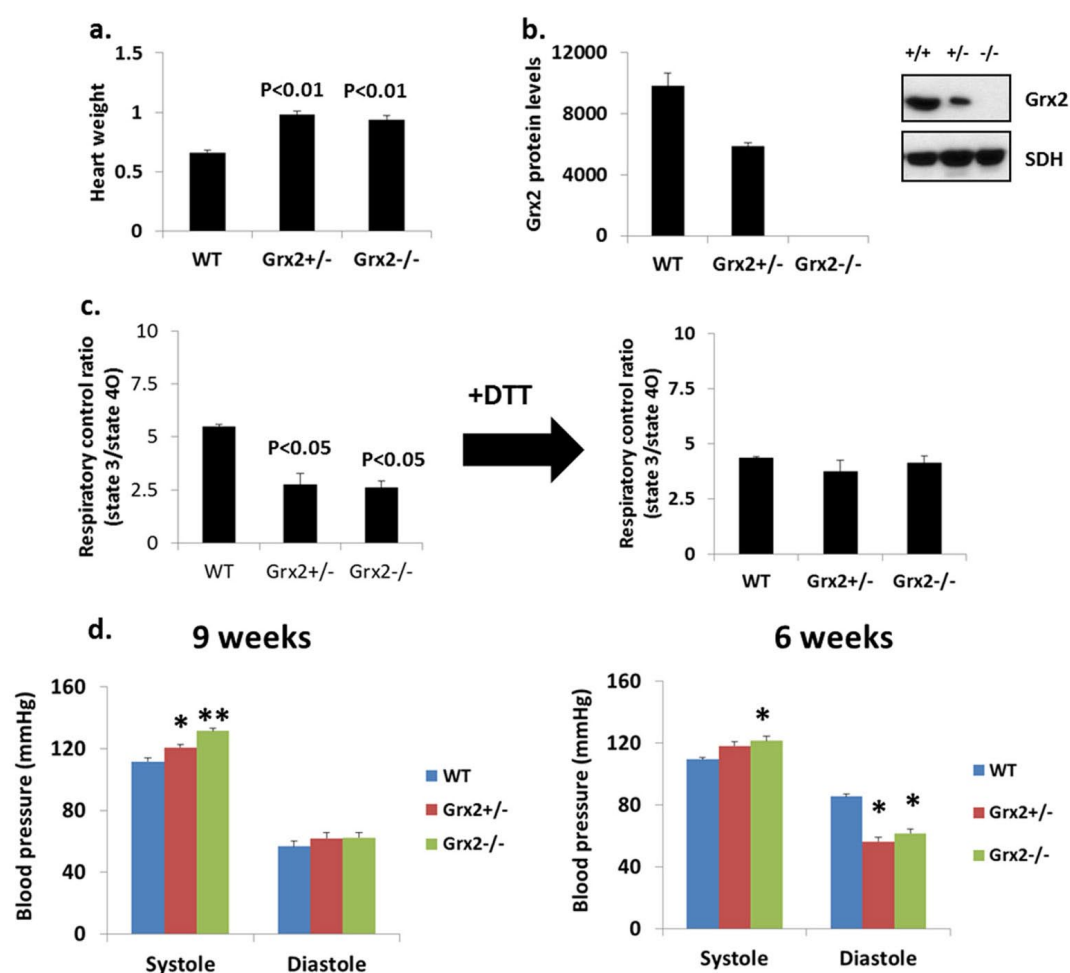 a.
Heart weight
1.5
1
0.5
0
P<0.01
P<0.01
WT
Grx2+/-
Grx2-/-
b.
Grx2 protein levels
12000
8000
4000
0
WT
Grx2+/-
Grx2-/-
+/+ +/- -/-
Grx2
SDH
c.
Respiratory control ratio
(state 3/state 4O)
10
7.5
5
2.5
0
P<0.05
P<0.05
WT
Grx2+/-
Grx2-/-
+DTT
Respiratory control ratio
(state 3/state 4O)
10
7.5
5
2.5
0
WT
Grx2+/-
Grx2-/-
d.
9 weeks
Blood pressure (mmHg)
160
120
80
40
0
*
**
Systole
Diastole
WT
Grx2+/-
Grx2-/-
6 weeks
Blood pressure (mmHg)
160
120
80
40
0
*
*
*
Systole
Diastole
WT
Grx2+/-
Grx2-/-